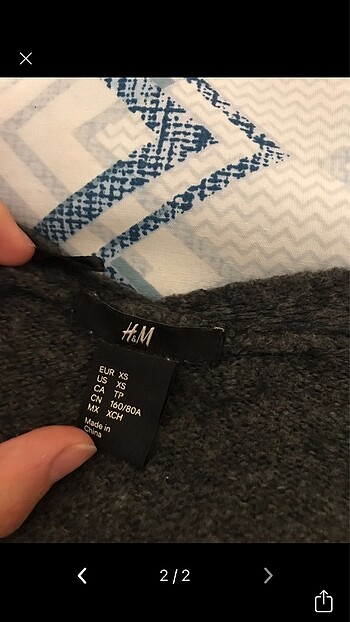 H&M
EUR XS
US XS
CA TP
CN 160/80A
MX XCH
Made in
China
2/2